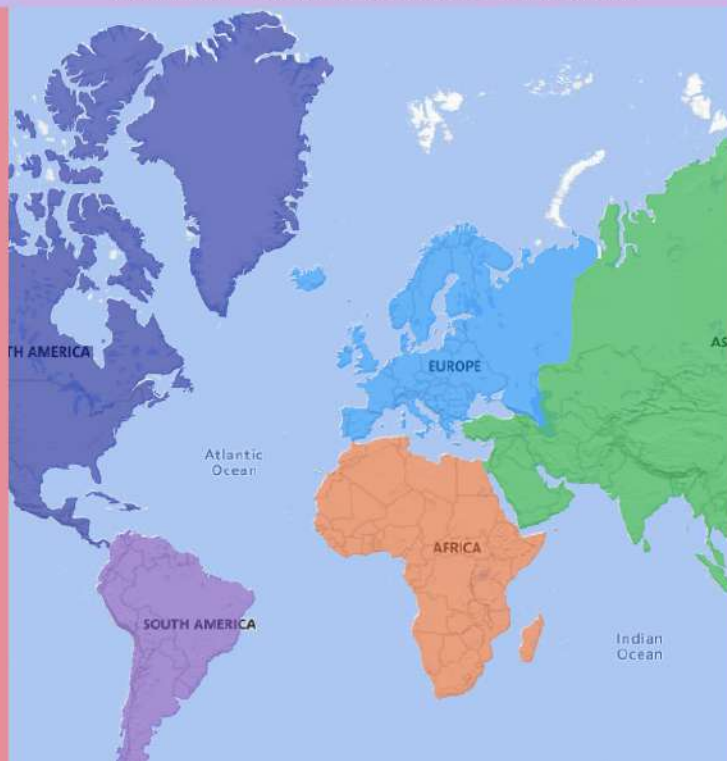 TH AMERICA
EUROPE
AS
Atlantic
Ocean
AFRICA
SOUTH AMERICA
Indian
Ocean